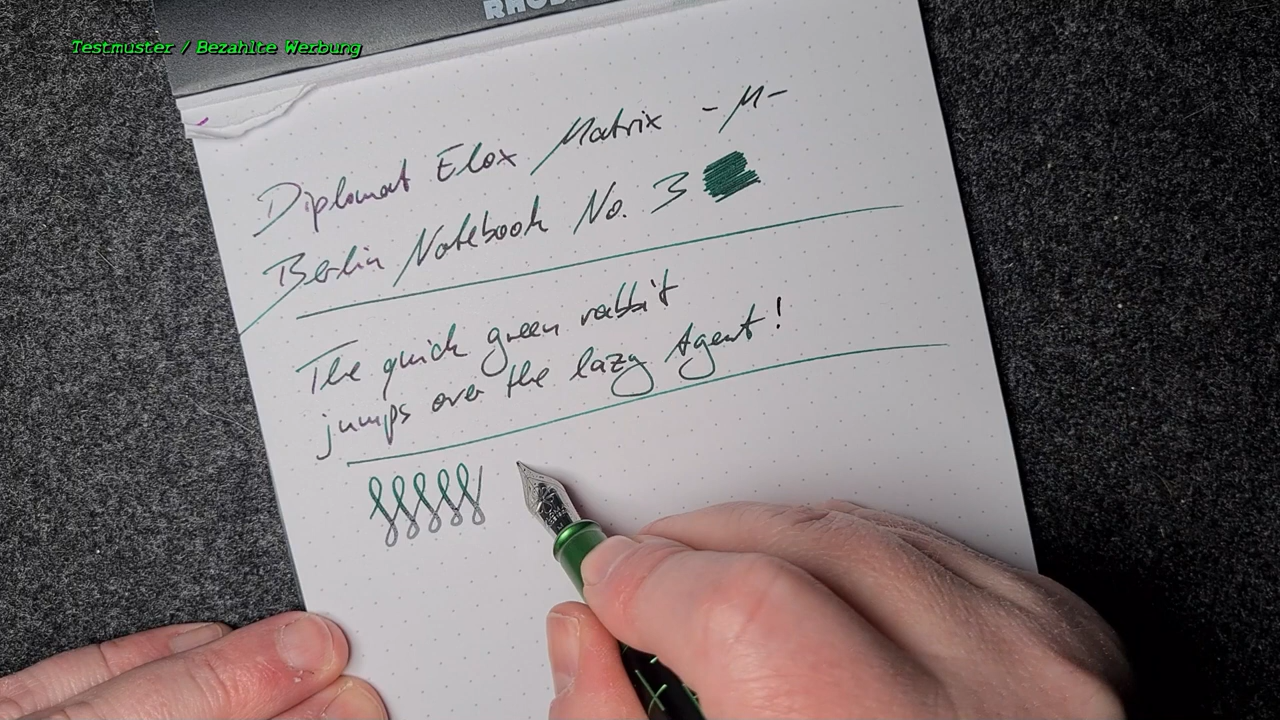 RHODIA
Testmuster / Bezahlte Werbung
Diplomat Elox Matrix -M-
Berlin Notebook No. 3
The quick green rabbit
jumps over the lazy Agent!